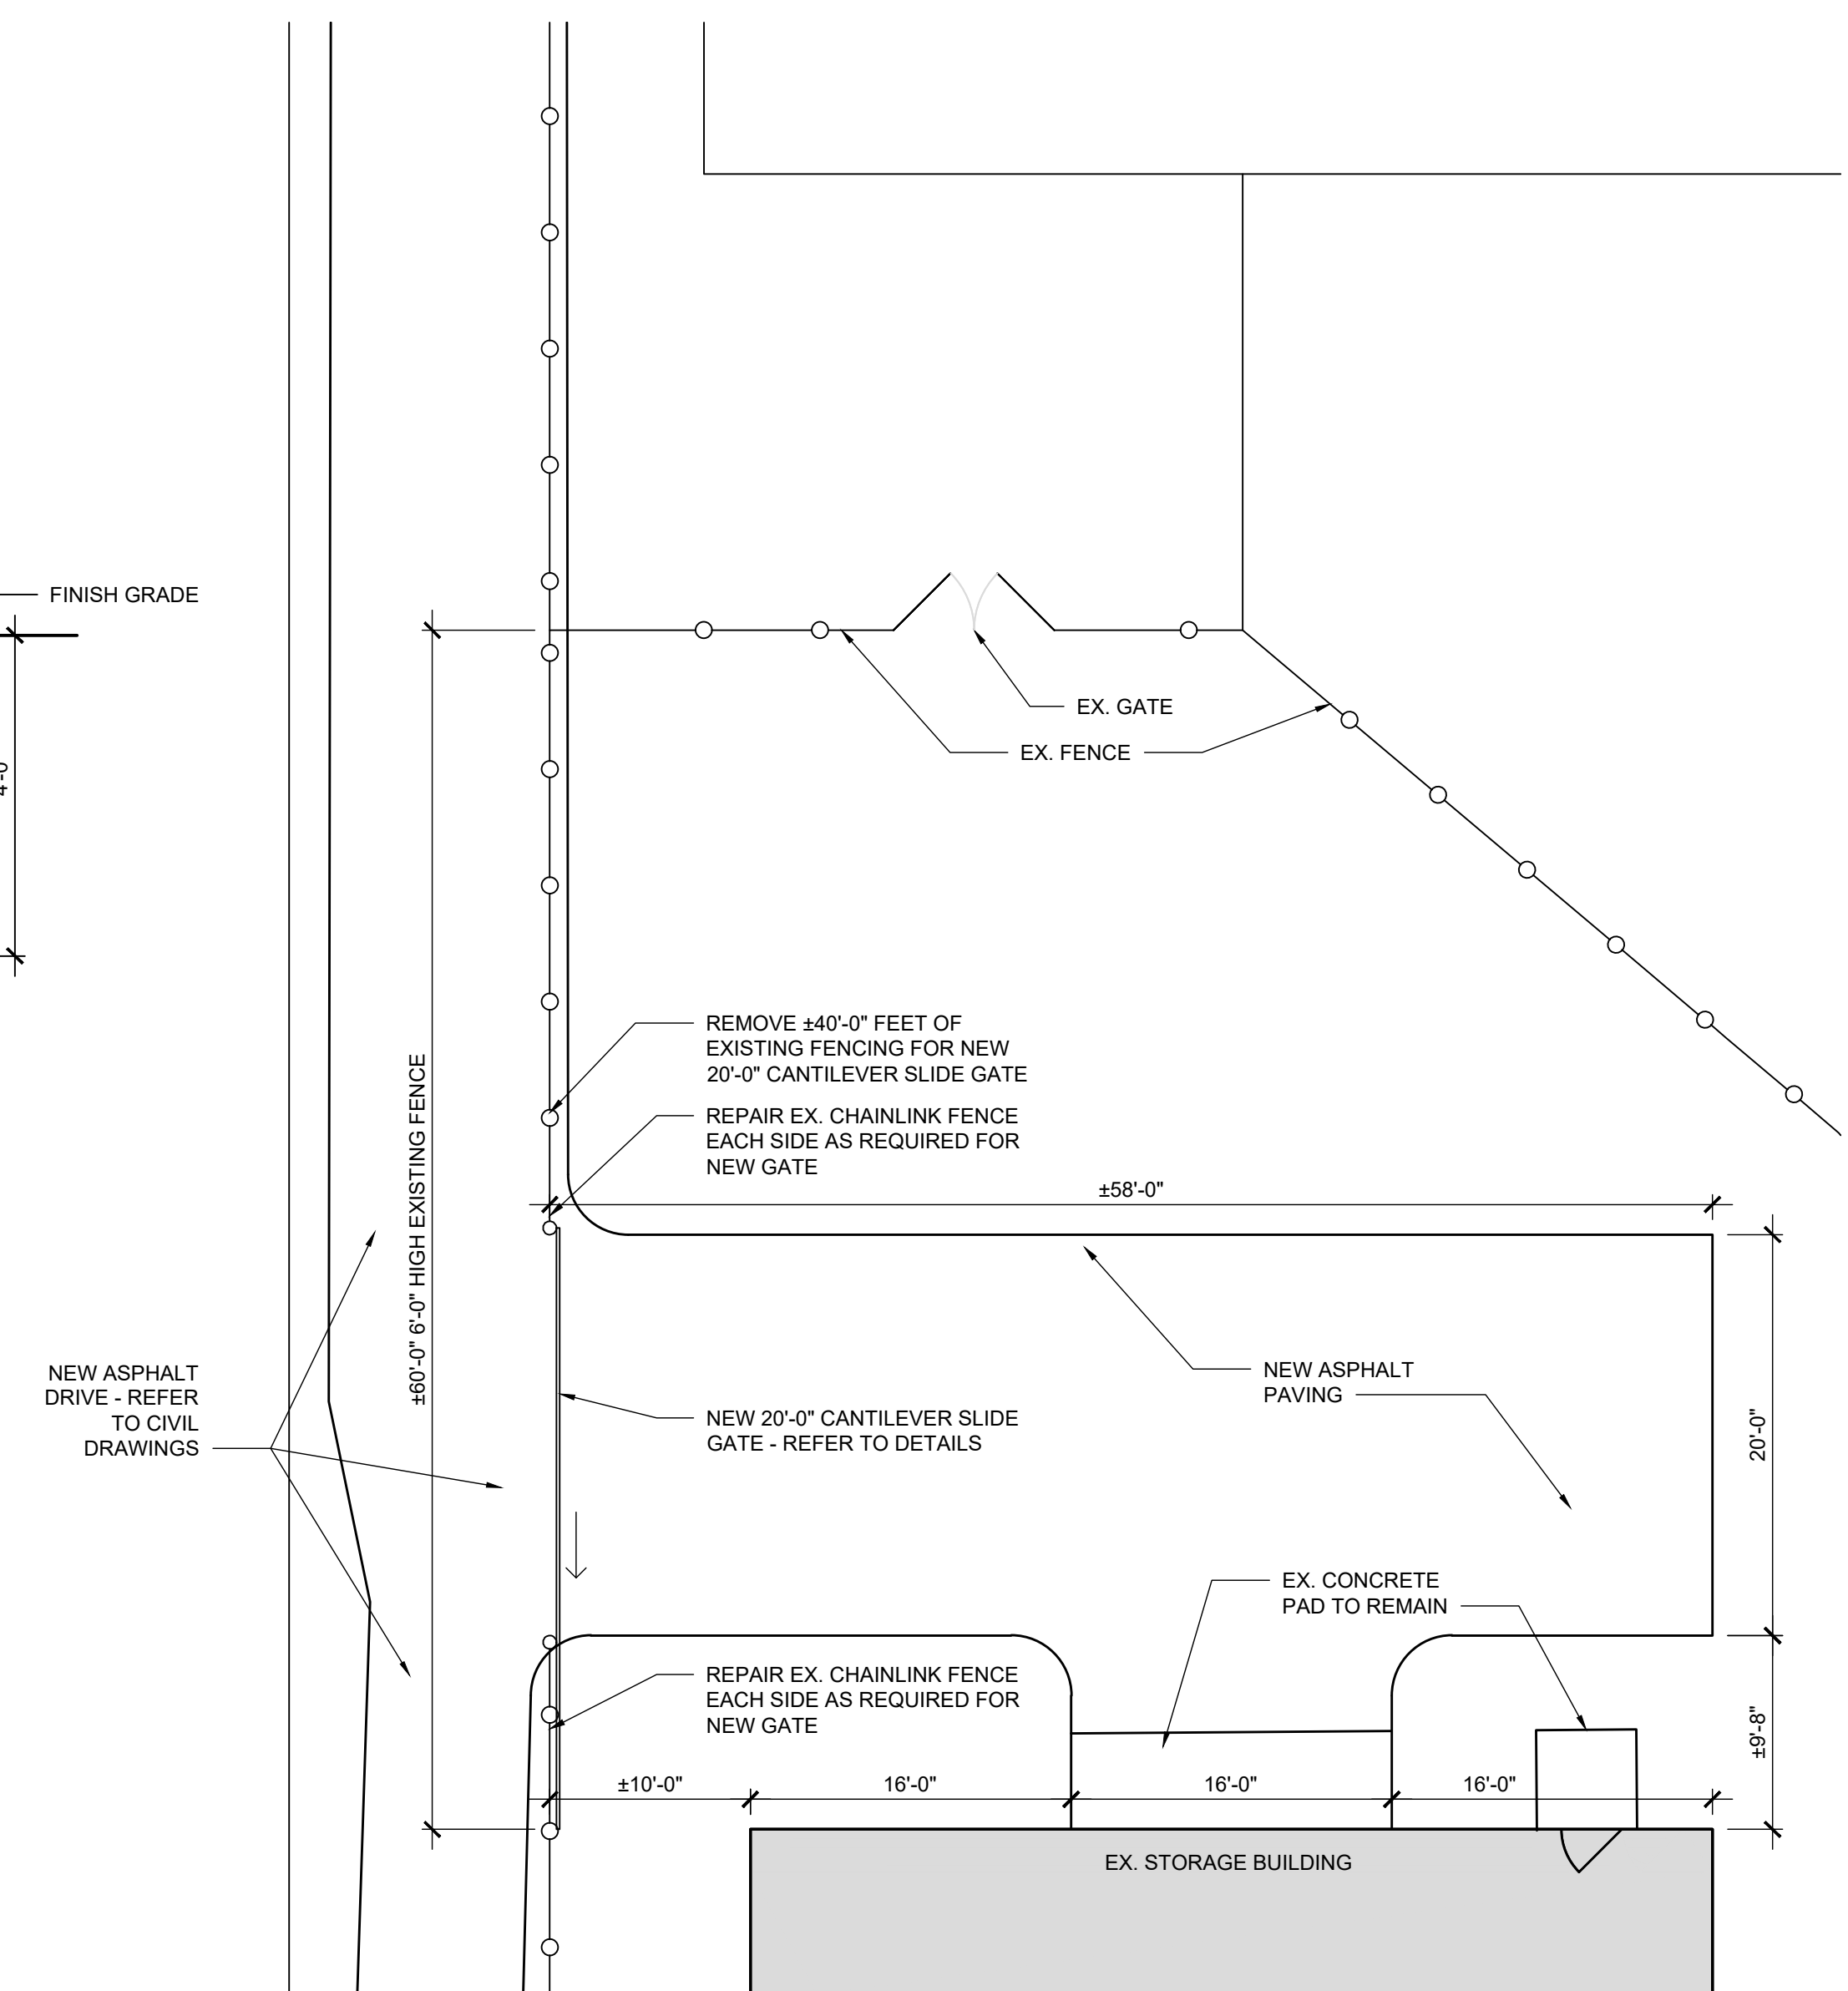 FINISH GRADE
EX. GATE
EX. FENCE
REMOVE ±40'-0" FEET OF
EXISTING FENCING FOR NEW
20'-0" CANTILEVER SLIDE GATE
REPAIR EX. CHAINLINK FENCE
EACH SIDE AS REQUIRED FOR
NEW GATE
±58'-0"
±60'-0" 6'-0" HIGH EXISTING FENCE
NEW ASPHALT
DRIVE - REFER
TO CIVIL
DRAWINGS
NEW ASPHALT
PAVING
NEW 20'-0" CANTILEVER SLIDE
GATE - REFER TO DETAILS
20'-0"
EX. CONCRETE
PAD TO REMAIN
REPAIR EX. CHAINLINK FENCE
EACH SIDE AS REQUIRED FOR
NEW GATE
±9'-8"
±10'-0"
16'-0"
16'-0"
16'-0"
EX. STORAGE BUILDING